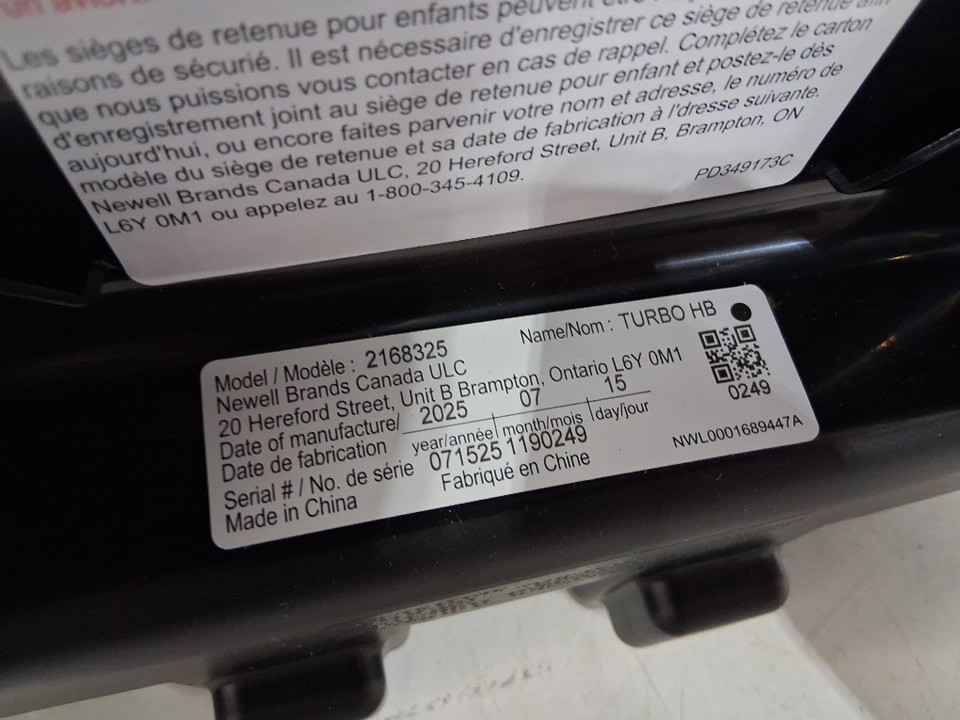 un avion
Les sièges de retenue pour enfants peuvent
raisons de sécurié. Il est nécessaire d'enregistrer ce siège de retenue afin
que nous puissions vous contacter en cas de rappel. Complétez le carton
d'enregistrement joint au siège de retenue pour enfant et postez-le dès
aujourd'hui, ou encore faites parvenir votre nom et adresse, le numéro de
modèle du siège de retenue et sa date de fabrication à l'dresse suivante.
Newell Brands Canada ULC, 20 Hereford Street, Unit B, Brampton, ON
L6Y 0M1 ou appelez au 1-800-345-4109.
PD349173C
Model / Modèle : 2168325 Name/Nom : TURBO HB
Newell Brands Canada ULC
20 Hereford Street, Unit B Brampton, Ontario L6Y 0M1
Date of manufacture/ 2025 07 15
Date de fabrication year/année month/mois day/jour
0249
Serial # / No. de série 071525 1190249
Made in China Fabriqué en Chine
NWL0001689447A